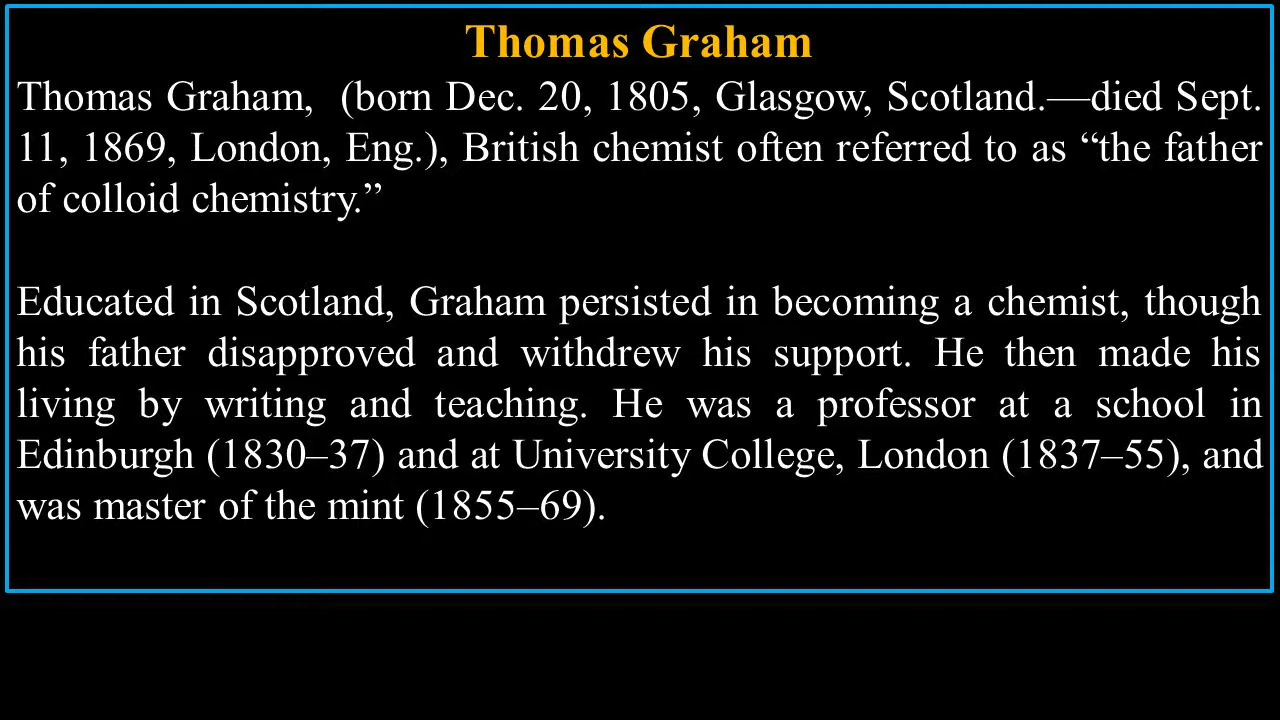 Thomas Graham
Thomas Graham,  (born Dec. 20, 1805, Glasgow, Scotland.—died Sept.
11, 1869, London, Eng.), British chemist often referred to as “the father
of colloid chemistry.”
Educated in Scotland, Graham persisted in becoming a chemist, though
his father disapproved and withdrew his support. He then made his
living by writing and teaching. He was a professor at a school in
Edinburgh (1830–37) and at University College, London (1837–55), and
was master of the mint (1855–69).